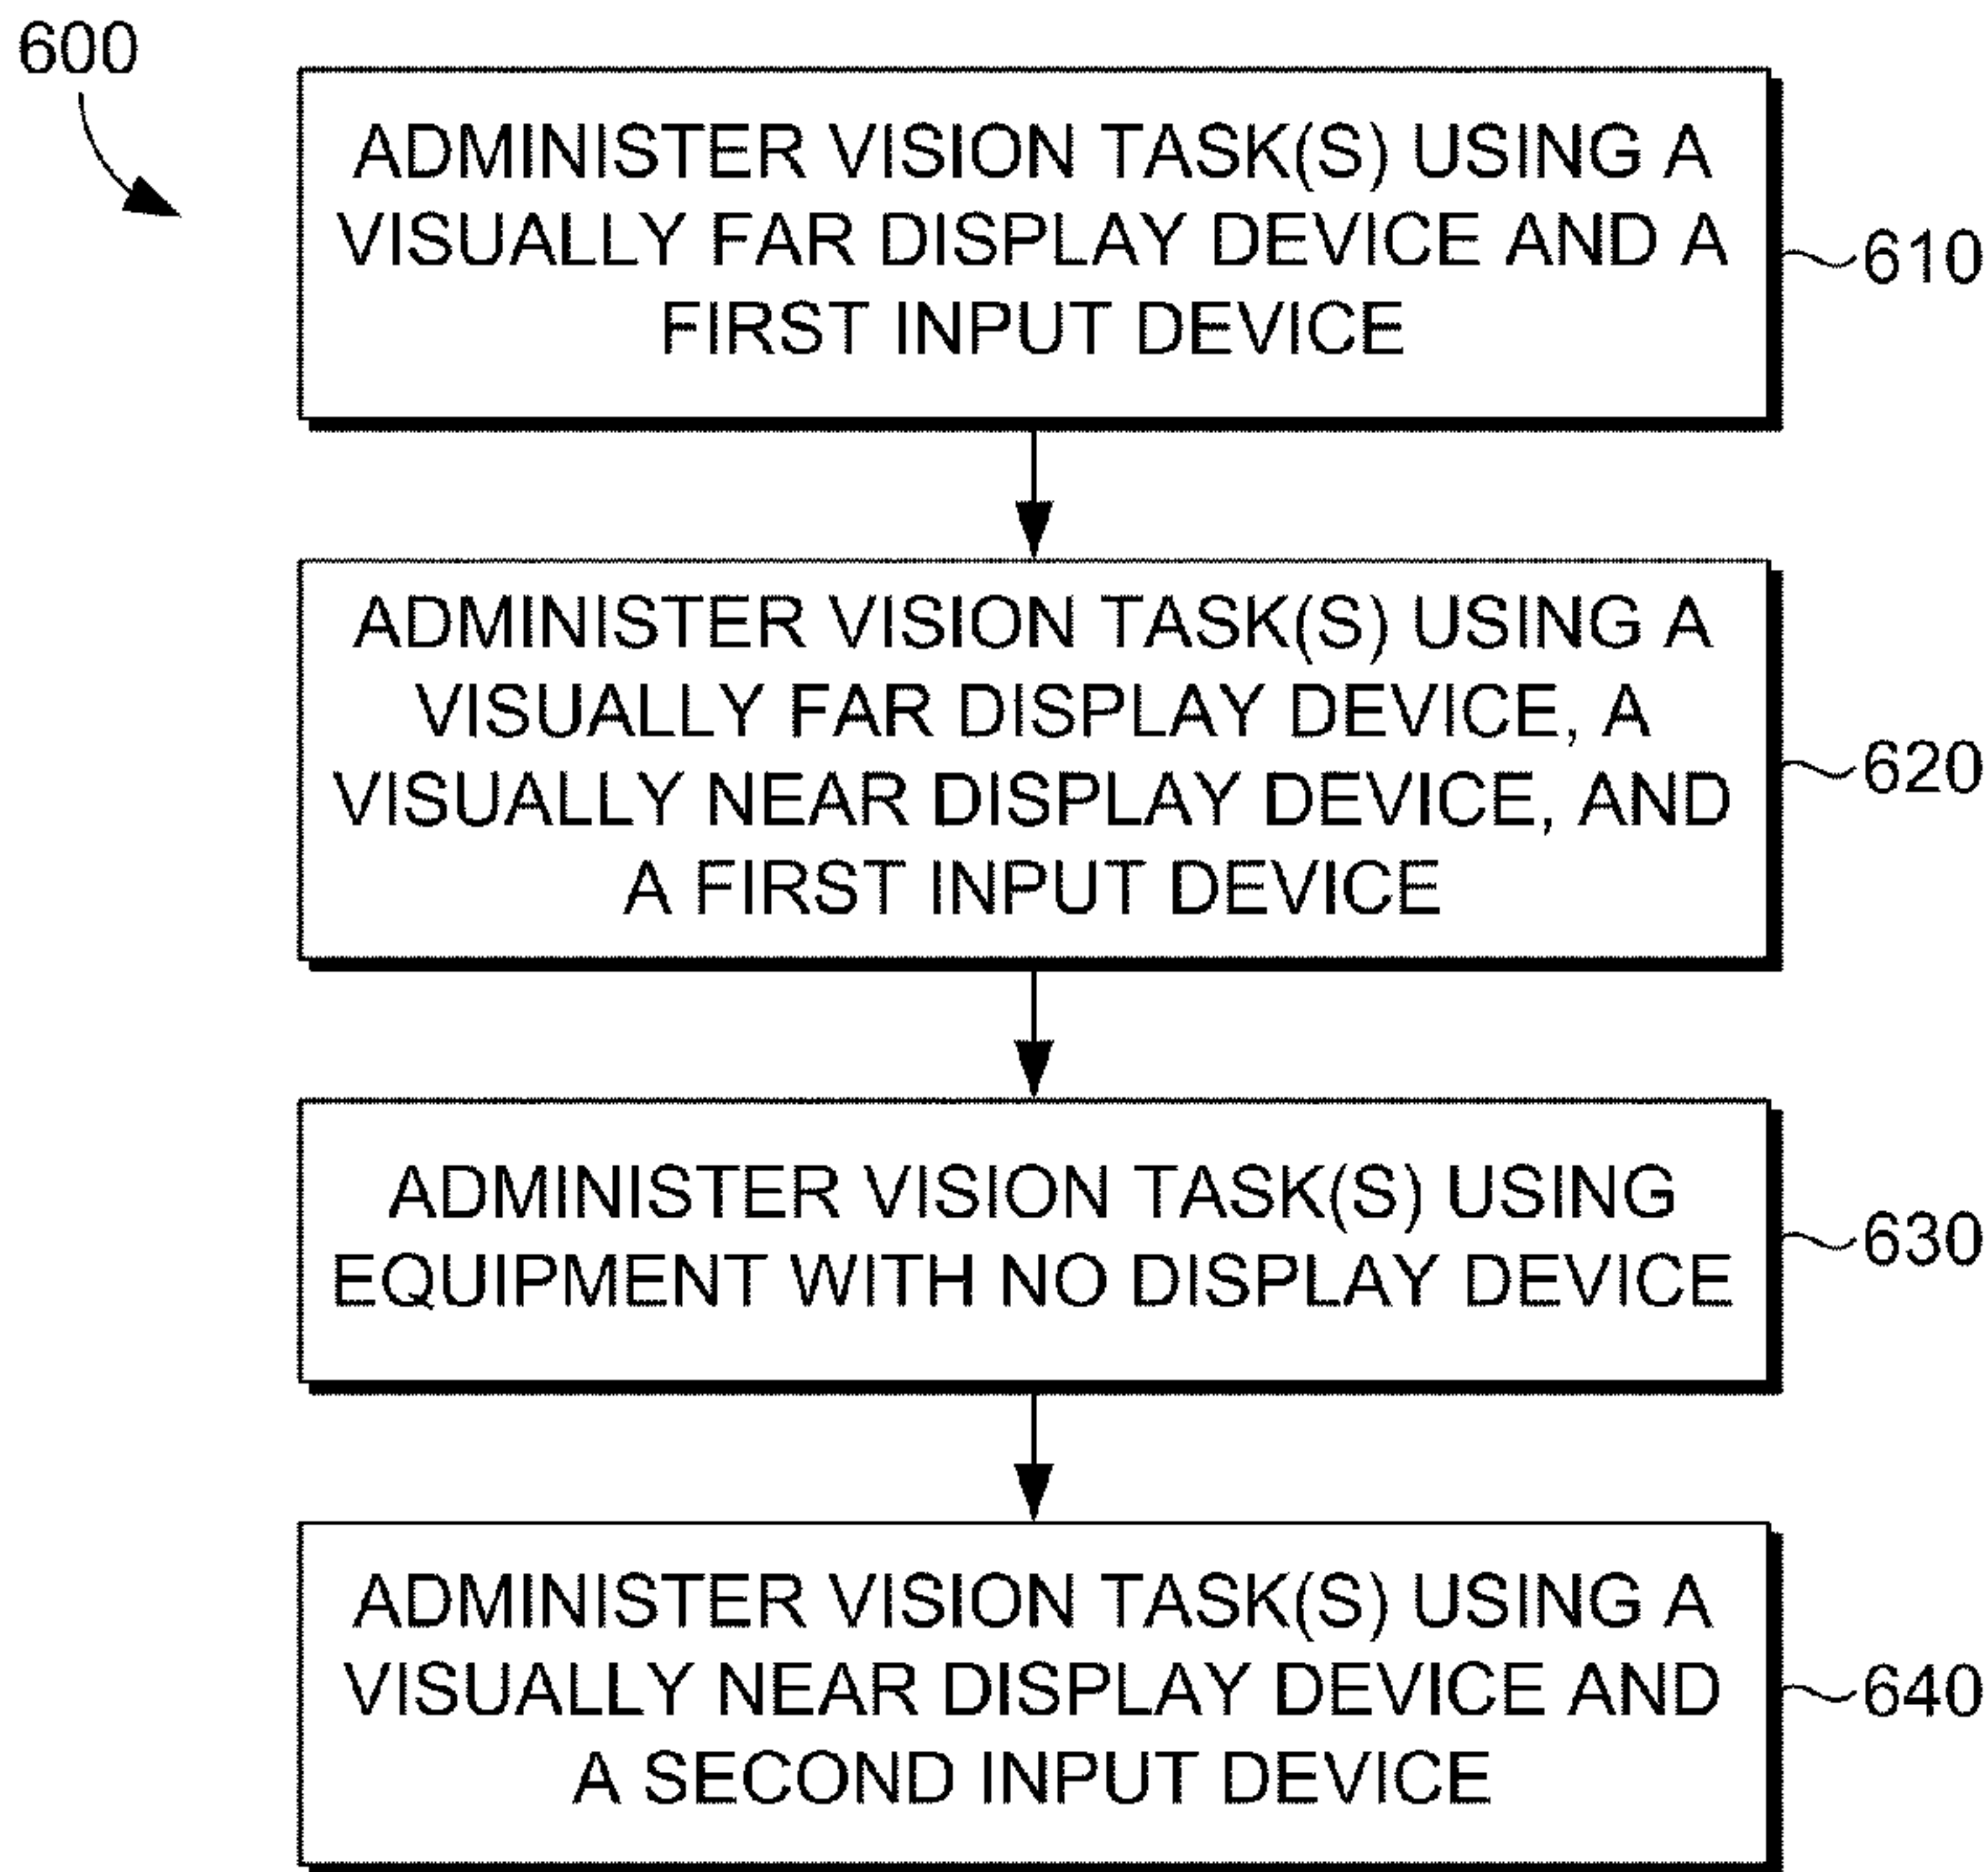 600
ADMINISTER VISION TASK(S) USING A
VISUALLY FAR DISPLAY DEVICE AND A
FIRST INPUT DEVICE
610
ADMINISTER VISION TASK(S) USING A
VISUALLY FAR DISPLAY DEVICE, A
VISUALLY NEAR DISPLAY DEVICE, AND
A FIRST INPUT DEVICE
620
ADMINISTER VISION TASK(S) USING
EQUIPMENT WITH NO DISPLAY DEVICE
630
ADMINISTER VISION TASK(S) USING A
VISUALLY NEAR DISPLAY DEVICE AND
A SECOND INPUT DEVICE
640